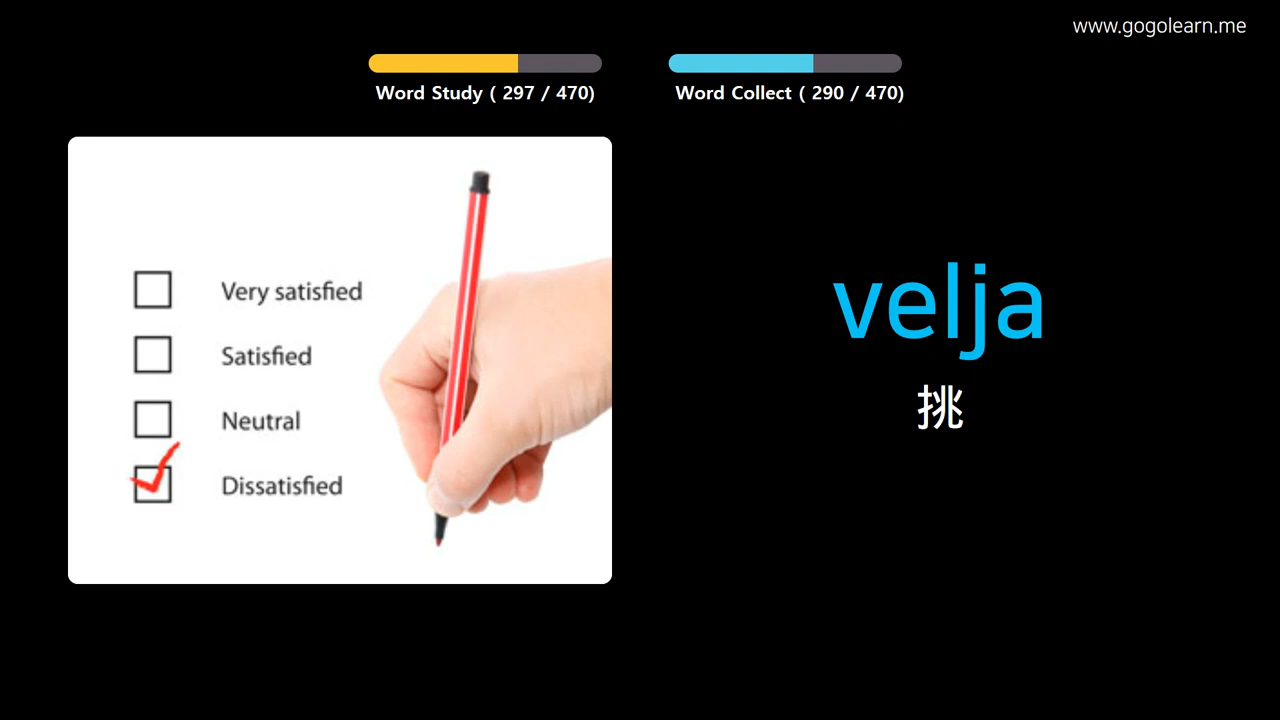 www.gogolearn.me
Word Study ( 297 / 470)
Word Collect ( 290 / 470)
Very satisfied
Satisfied
Neutral
Dissatisfied
velja
挑